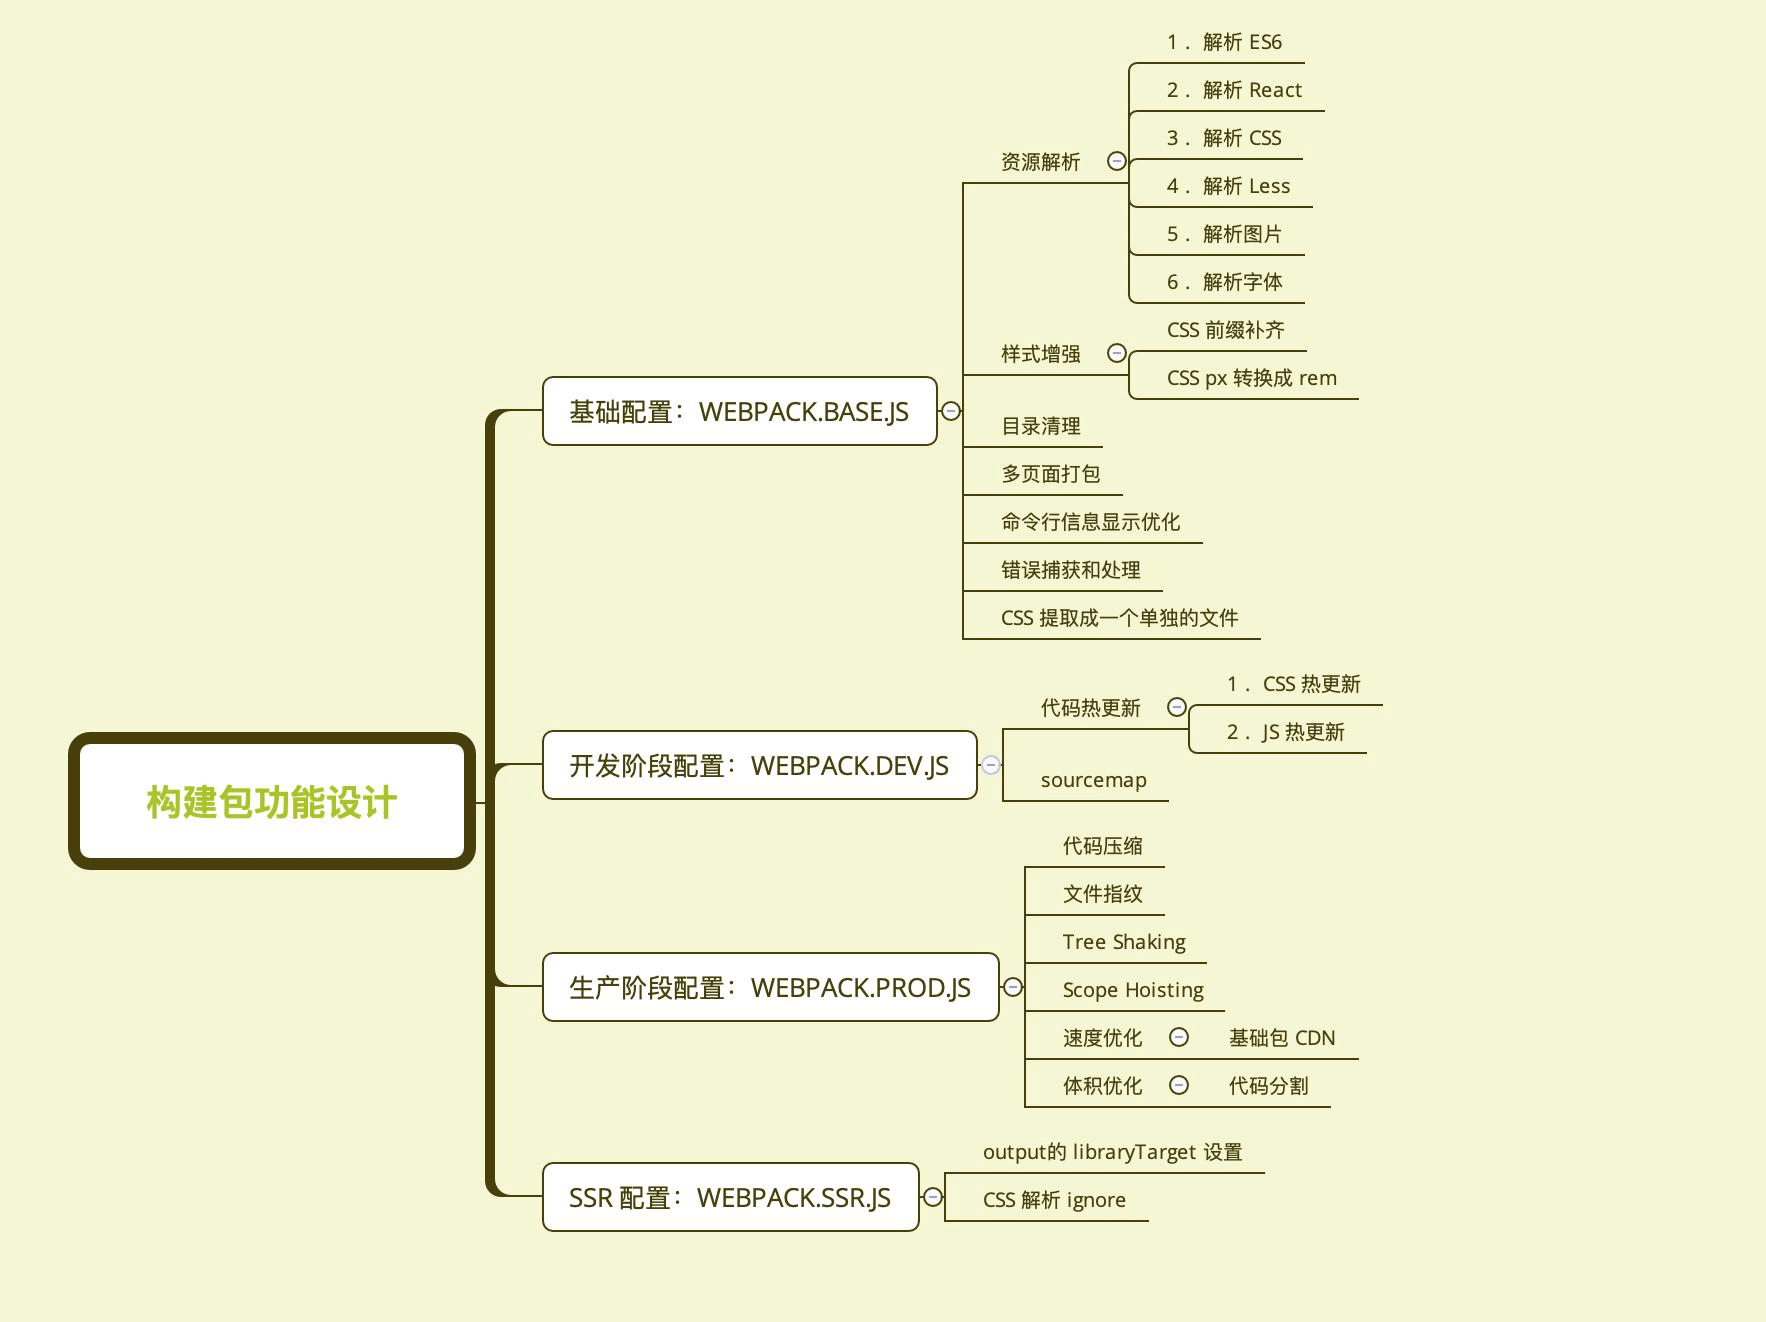 构建包功能设计
基础配置：WEBPACK.BASE.JS
资源解析
1 ．解析 ES6
2 ．解析 React
3 ．解析 CSS
4 ．解析 Less
5 ．解析图片
6 ．解析字体
样式增强
CSS 前缀补齐
CSS px 转换成 rem
目录清理
多页面打包
命令行信息显示优化
错误捕获和处理
CSS 提取成一个单独的文件
开发阶段配置：WEBPACK.DEV.JS
代码热更新
1 ．CSS 热更新
2 ．JS 热更新
sourcemap
生产阶段配置：WEBPACK.PROD.JS
代码压缩
文件指纹
Tree Shaking
Scope Hoisting
速度优化
基础包 CDN
体积优化
代码分割
SSR 配置：WEBPACK.SSR.JS
output的 libraryTarget 设置
CSS 解析 ignore